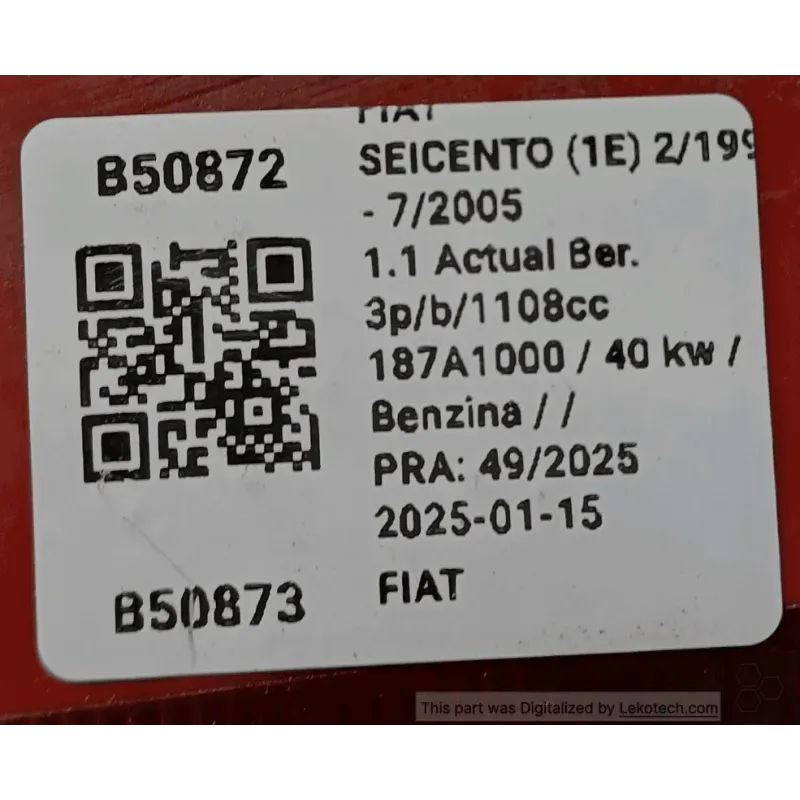 B50872
FIAT
SEICENTO (1E) 2/199
- 7/2005
1.1 Actual Ber.
3p/b/1108cc
187A1000 / 40 kw /
Benzina / /
PRA: 49/2025
2025-01-15
B50873
FIAT
This part was Digitalized by Lekotech.com